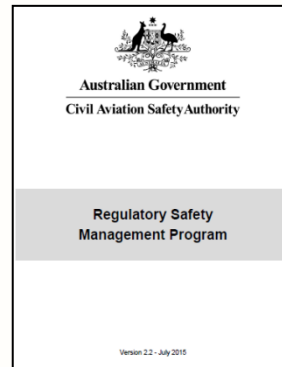 Australian Government
Civil Aviation Safety Authority
Regulatory Safety
Management Program
Version 2.2 - July 2015